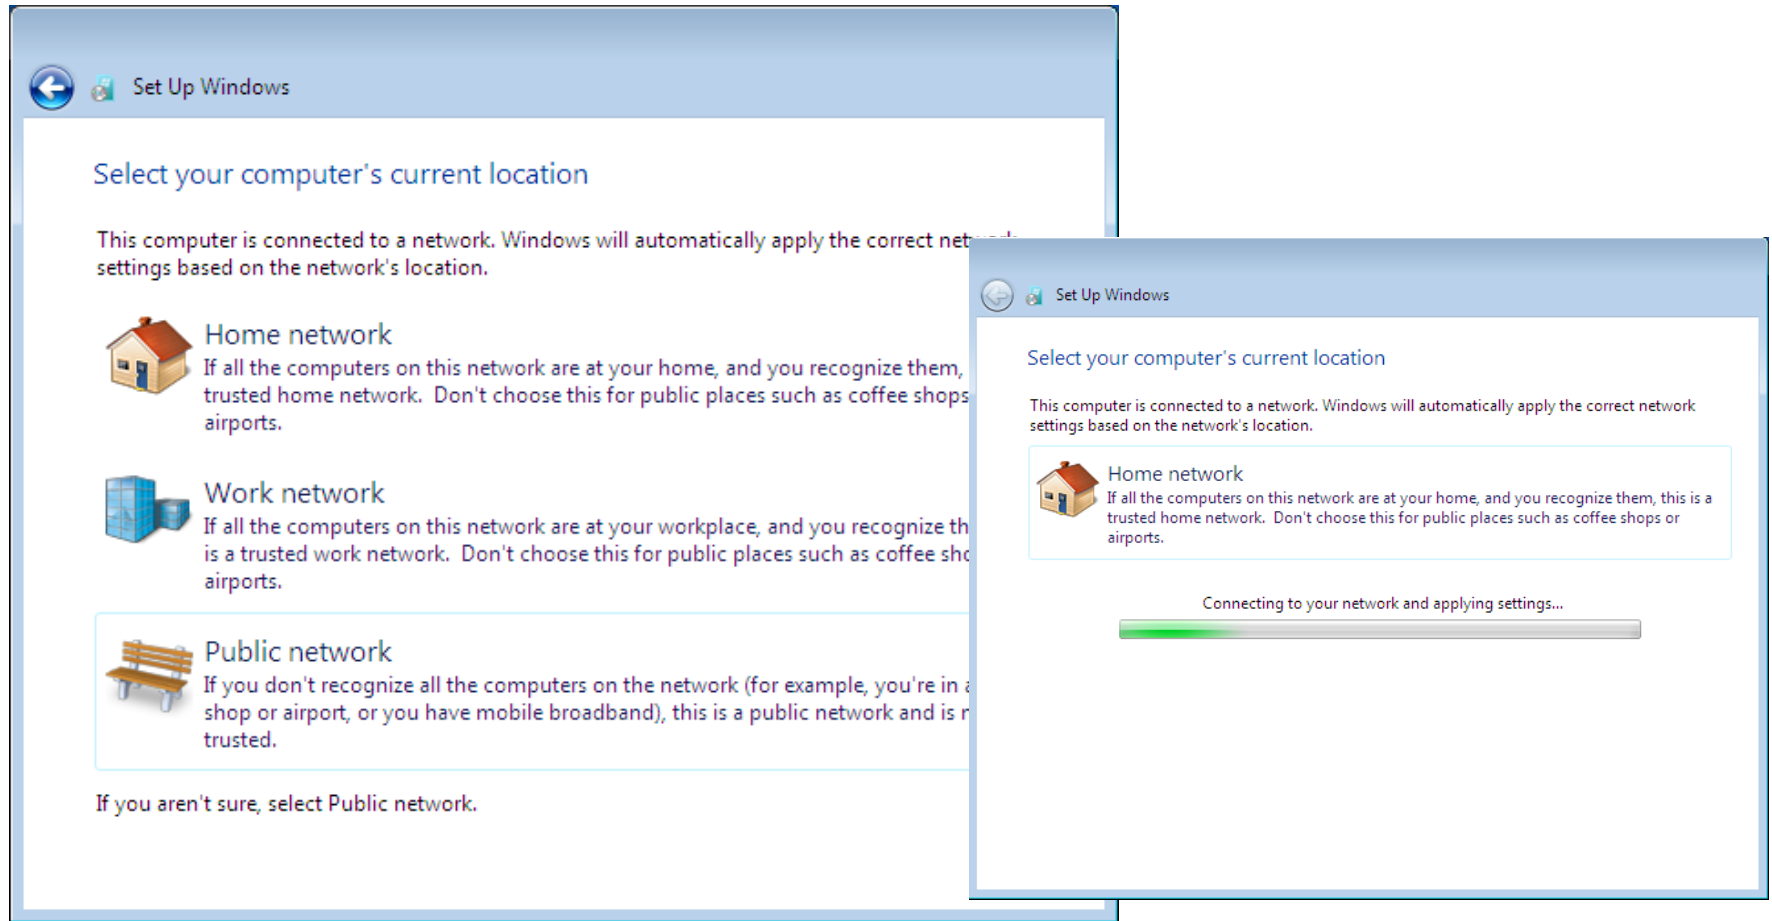 Set Up Windows
Select your computer's current location
This computer is connected to a network. Windows will automatically apply the correct network
settings based on the network's location.
Home network
If all the computers on this network are at your home, and you recognize them,
trusted home network.  Don't choose this for public places such as coffee shops
airports.
Work network
If all the computers on this network are at your workplace, and you recognize
is a trusted work network.  Don't choose this for public places such as coffee
airports.
Public network
If you don't recognize all the computers on the network (for example, you're in
shop or airport, or you have mobile broadband), this is a public network and is
trusted.
If you aren't sure, select Public network.
Set Up Windows
Select your computer's current location
This computer is connected to a network. Windows will automatically apply the correct network
settings based on the network's location.
Home network
If all the computers on this network are at your home, and you recognize them, this is a
trusted home network.  Don't choose this for public places such as coffee shops or
airports.
Connecting to your network and applying settings...